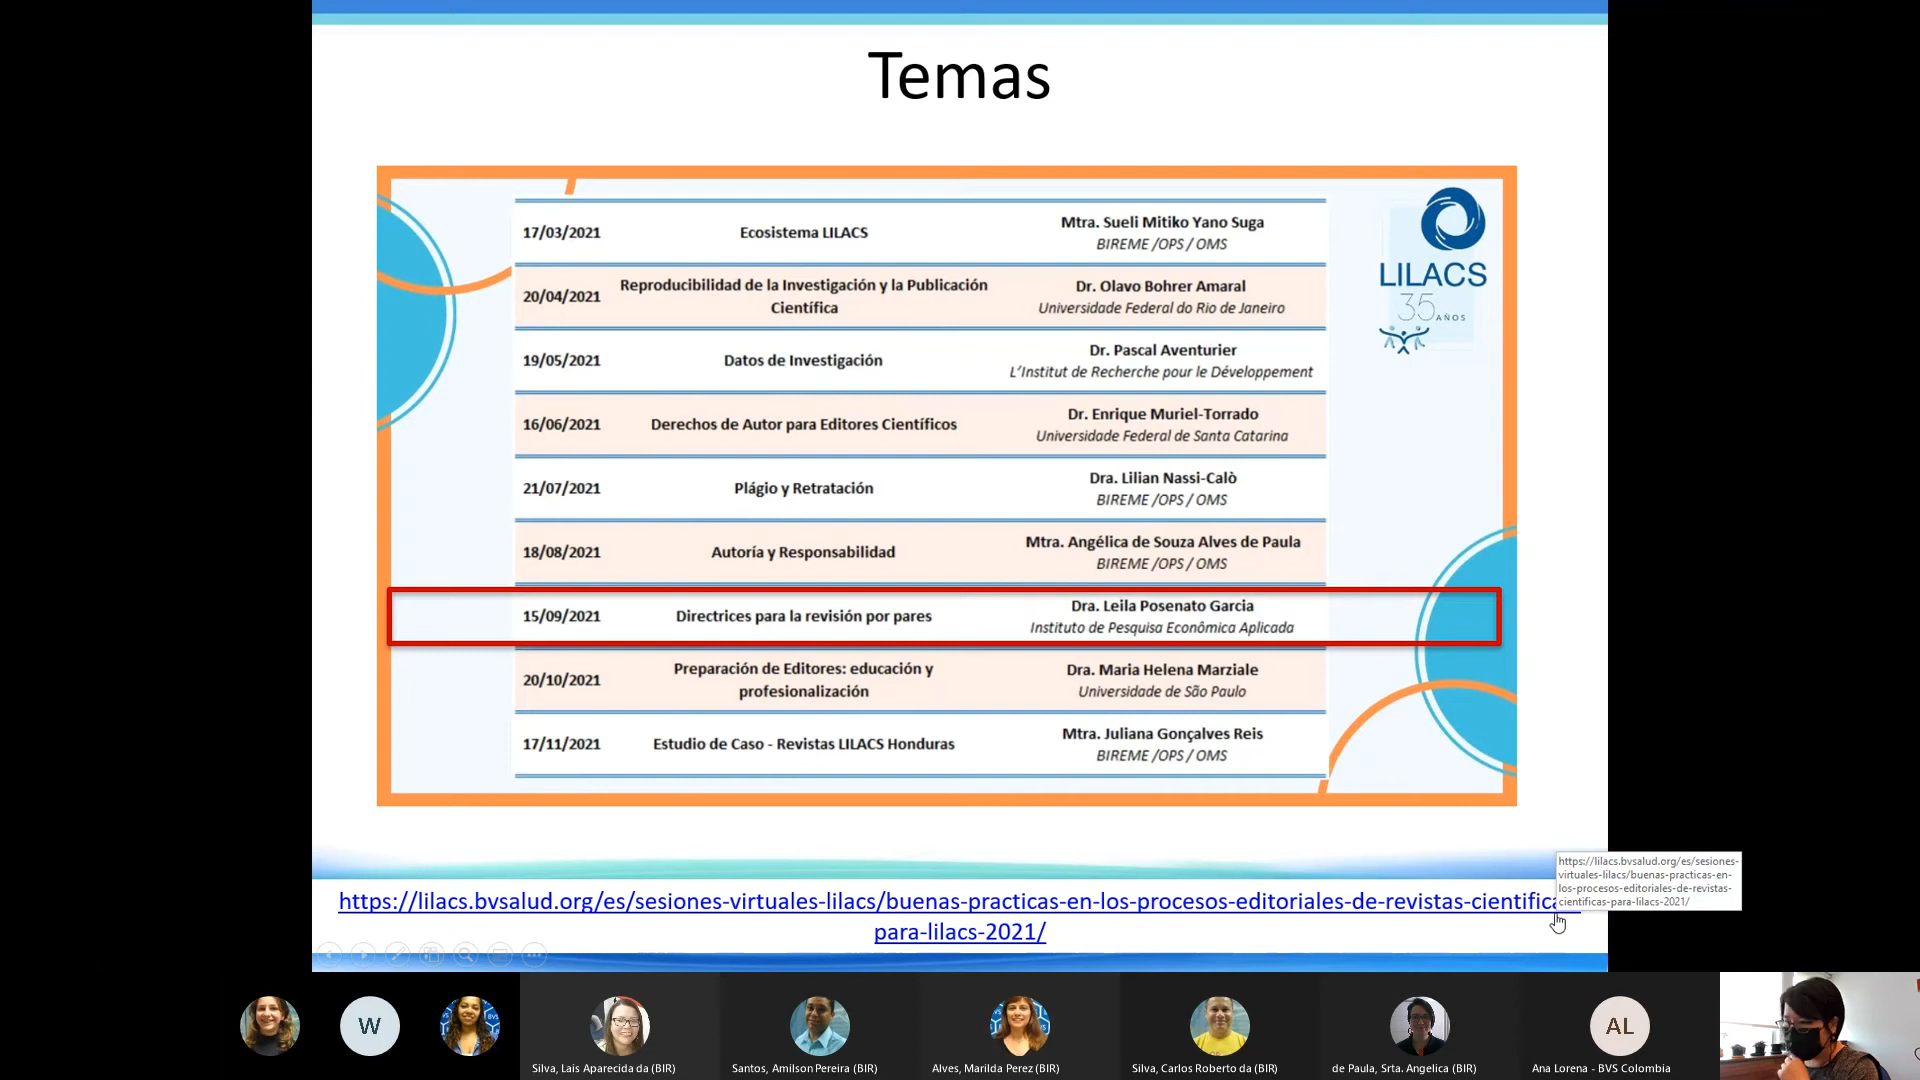 Temas
17/03/2021
Ecosistema LILACS
Mtra. Sueli Mitiko Yano Suga
BIREME /OPS / OMS
20/04/2021
Reproducibilidad de la Investigación y la Publicación
Científica
Dr. Olavo Bohrer Amaral
Universidade Federal do Rio de Janeiro
19/05/2021
Datos de Investigación
Dr. Pascal Aventurier
L'Institut de Recherche pour le Développement
16/06/2021
Derechos de Autor para Editores Científicos
Dr. Enrique Muriel-Torrado
Universidade Federal de Santa Catarina
21/07/2021
Plágio y Retratación
Dra. Lilian Nassi-Calò
BIREME /OPS / OMS
18/08/2021
Autoría y Responsabilidad
Mtra. Angélica de Souza Alves de Paula
BIREME /OPS / OMS
15/09/2021
Directrices para la revisión por pares
Dra. Leila Posenato Garcia
Instituto de Pesquisa Econômica Aplicada
20/10/2021
Preparación de Editores: educación y
profesionalización
Dra. Maria Helena Marziale
Universidade de São Paulo
17/11/2021
Estudio de Caso - Revistas LILACS Honduras
Mtra. Juliana Gonçalves Reis
BIREME /OPS / OMS
LILACS
35 AÑOS
https://lilacs.bvsalud.org/es/sesiones-virtuales-lilacs/buenas-practicas-en-los-procesos-editoriales-de-revistas-cientifica
para-lilacs-2021/
https://lilacs.bvsalud.org/es/sesiones-
virtuales-lilacs/buenas-practicas-en-
los-procesos-editoriales-de-revistas-
cientificas-para-lilacs-2021/
W
BVS
Silva, Lais Aparecida da (BIR)
Santos, Amilson Pereira (BIR)
Alves, Marilda Perez (BIR)
Silva, Carlos Roberto da (BIR)
de Paula, Srta. Angelica (BIR)
AL
Ana Lorena - BVS Colombia